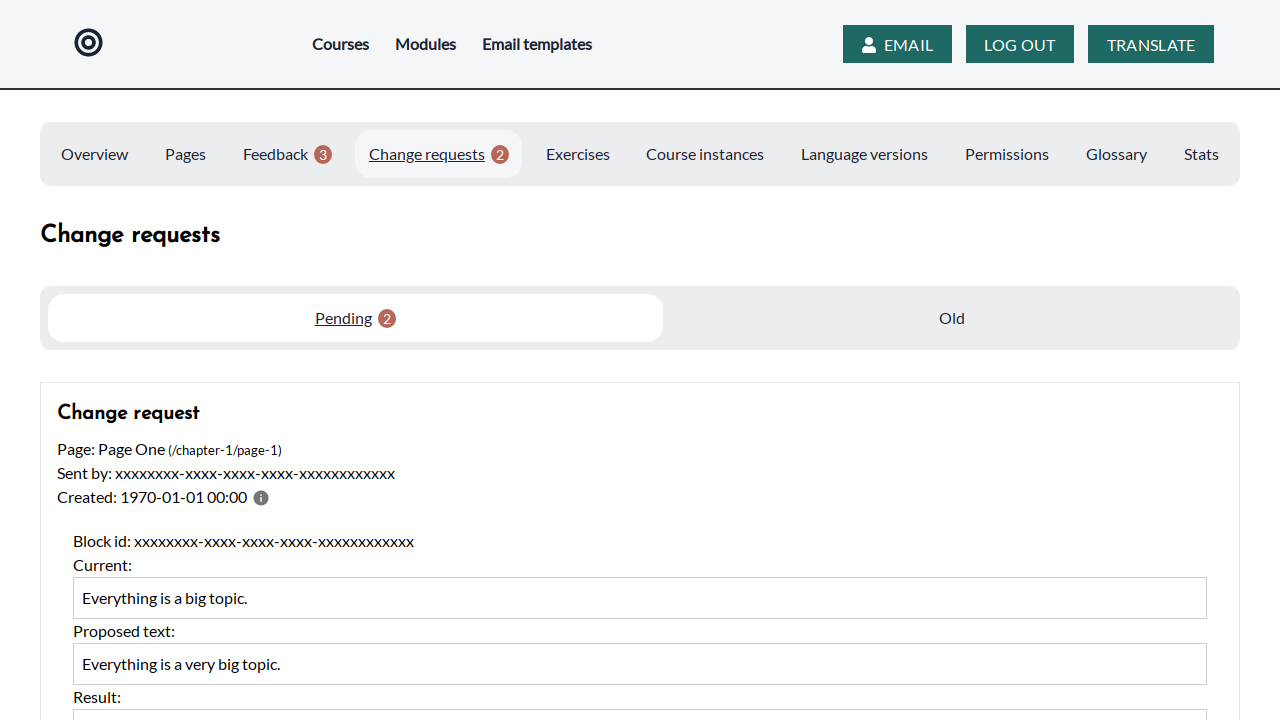 Courses Modules Email templates EMAIL LOG OUT TRANSLATE
Overview Pages Feedback 3 Change requests 2 Exercises Course instances Language versions Permissions Glossary Stats
Change requests
Pending 2 Old
Change request
Page: Page One (/chapter-1/page-1)
Sent by: xxxxxxxx-xxxx-xxxx-xxxx-xxxxxxxxxxxx
Created: 1970-01-01 00:00
Block id: xxxxxxxx-xxxx-xxxx-xxxx-xxxxxxxxxxxx
Current:
Everything is a big topic.
Proposed text:
Everything is a very big topic.
Result: